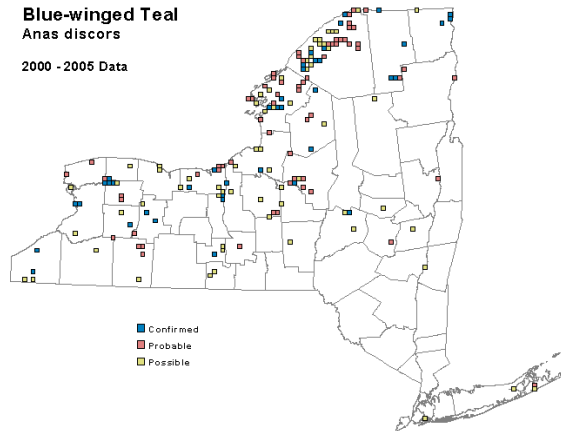 Blue-winged Teal
Anas discors
2000 - 2005 Data
Confirmed
Probable
Possible